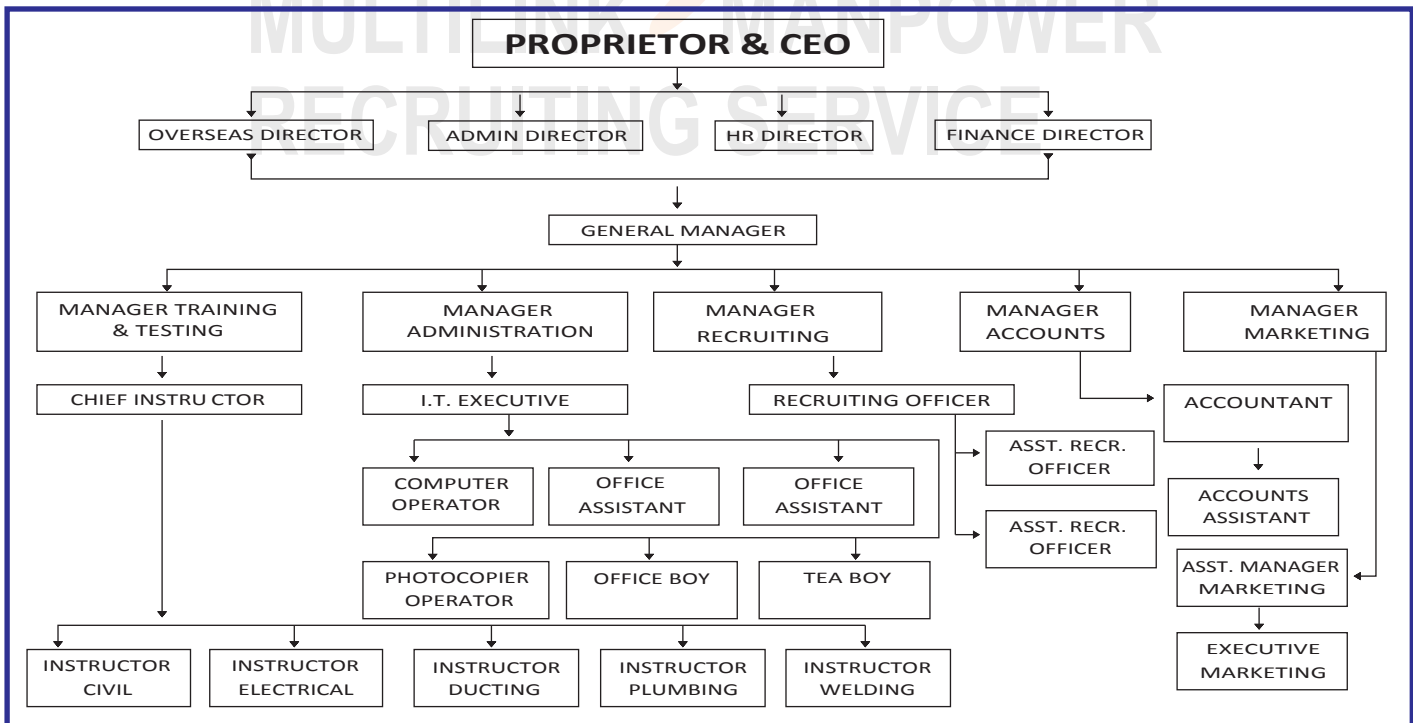 MULTILINK MANPOWER
RECRUITING SERVICE
PROPRIETOR & CEO
OVERSEAS DIRECTOR
ADMIN DIRECTOR
HR DIRECTOR
FINANCE DIRECTOR
GENERAL MANAGER
MANAGER TRAINING
& TESTING
MANAGER
ADMINISTRATION
MANAGER
RECRUITING
MANAGER
ACCOUNTS
MANAGER
MARKETING
CHIEF INSTRU CTOR
I.T. EXECUTIVE
RECRUITING OFFICER
ACCOUNTANT
COMPUTER
OPERATOR
OFFICE
ASSISTANT
OFFICE
ASSISTANT
ASST. RECR.
OFFICER
ACCOUNTS
ASSISTANT
ASST. RECR.
OFFICER
PHOTOCOPIER
OPERATOR
OFFICE BOY
TEA BOY
ASST. MANAGER
MARKETING
INSTRUCTOR
CIVIL
INSTRUCTOR
ELECTRICAL
INSTRUCTOR
DUCTING
INSTRUCTOR
PLUMBING
INSTRUCTOR
WELDING
EXECUTIVE
MARKETING